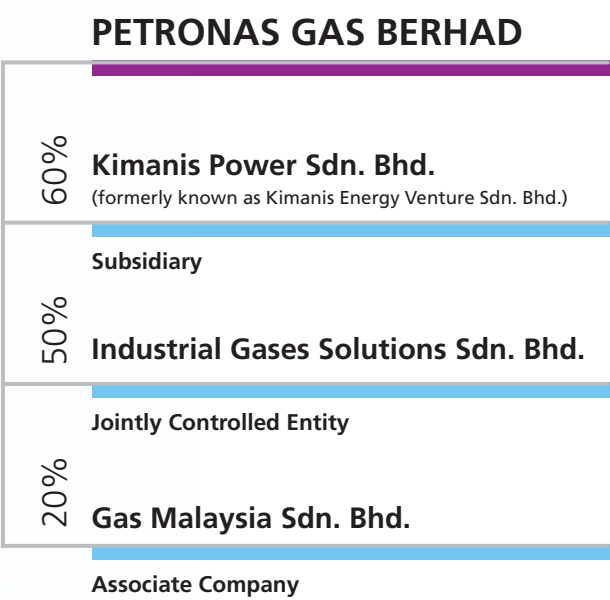 PETRONAS GAS BERHAD
60%
Kimanis Power Sdn. Bhd.
(formerly known as Kimanis Energy Venture Sdn. Bhd.)
Subsidiary
50%
Industrial Gases Solutions Sdn. Bhd.
Jointly Controlled Entity
20%
Gas Malaysia Sdn. Bhd.
Associate Company